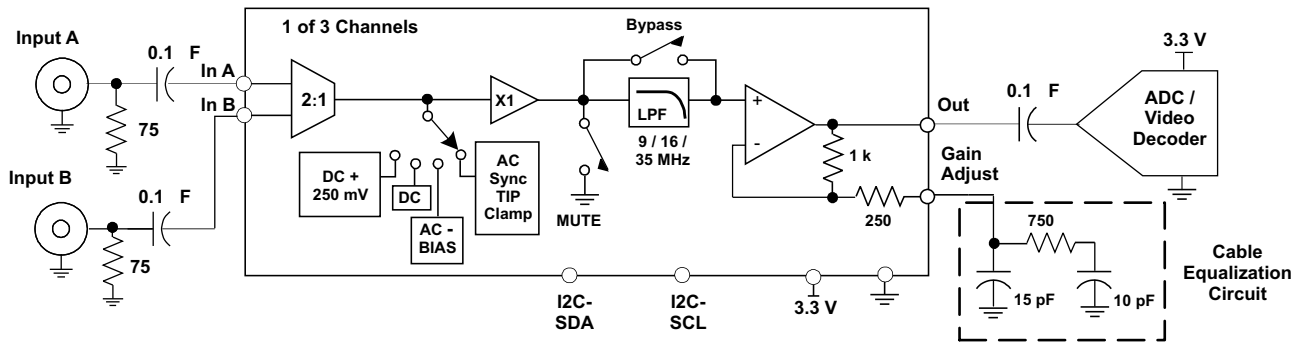 1 of 3 Channels
Bypass
Input A
0.1 F
In A
In B
75
2:1
X1
LPF
9 / 16 /
35 MHz
+
-
1 k
250
Out
Gain
Adjust
0.1 F
3.3 V
ADC /
Video
Decoder
Input B
0.1 F
75
DC +
250 mV
DC
AC -
BIAS
AC
Sync
TIP
Clamp
MUTE
750
15 pF
10 pF
Cable
Equalization
Circuit
I2C-
SDA
I2C-
SCL
3.3 V